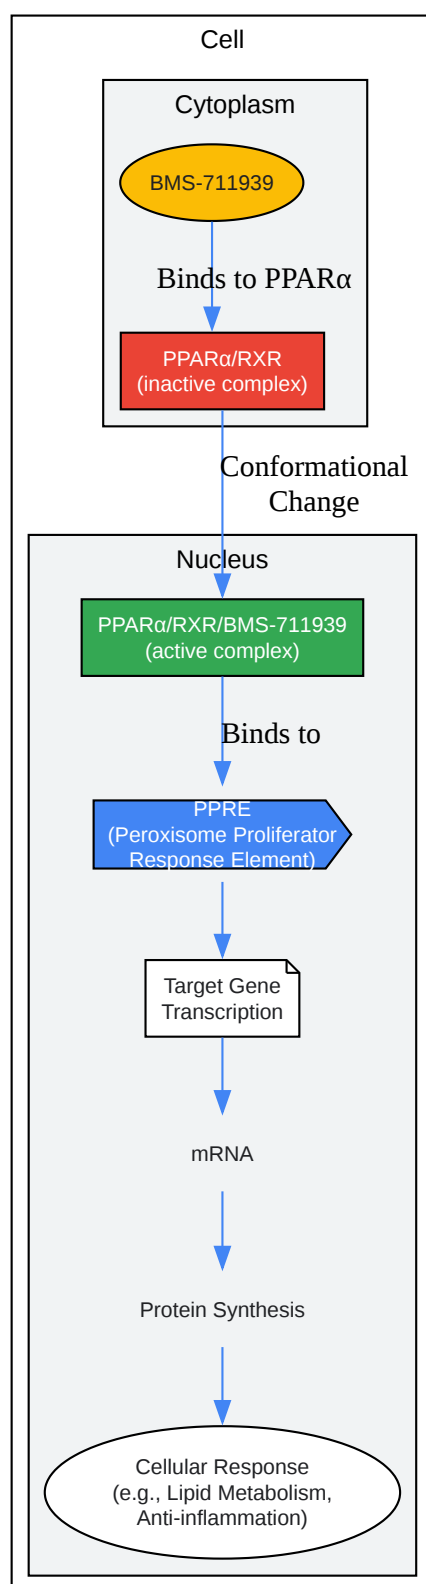 Cell
Cytoplasm
BMS-711939
Binds to PPARα
PPARα/RXR
(inactive complex)
Conformational
Change
Nucleus
PPARα/RXR/BMS-711939
(active complex)
Binds to
PPRE
(Peroxisome Proliferator
Response Element)
Target Gene
Transcription
mRNA
Protein Synthesis
Cellular Response
(e.g., Lipid Metabolism,
Anti-inflammation)